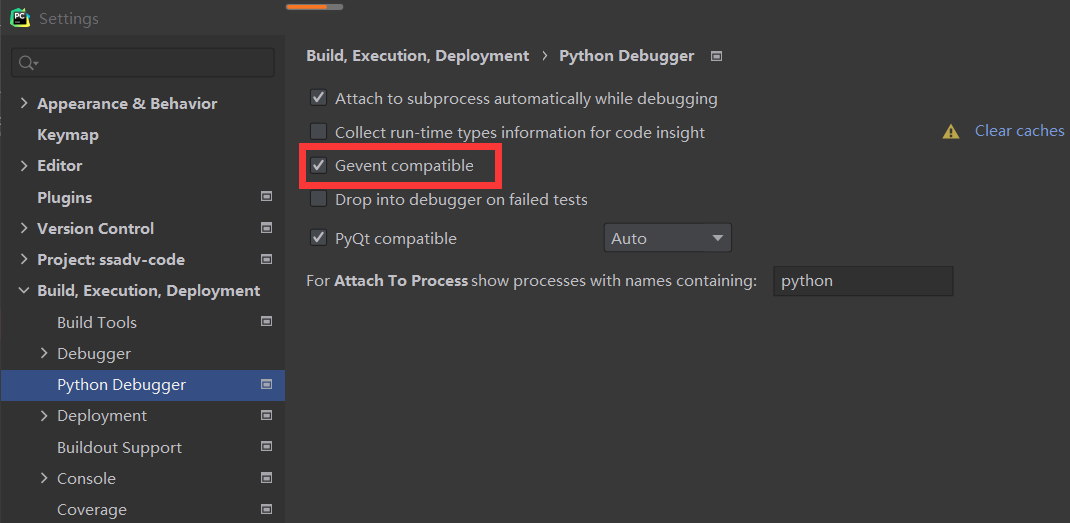 PC
Settings
Appearance & Behavior
Keymap
Editor
Plugins
Version Control
Project: ssadv-code
Build, Execution, Deployment
Build Tools
Debugger
Python Debugger
Deployment
Buildout Support
Console
Coverage
Build, Execution, Deployment › Python Debugger
Attach to subprocess automatically while debugging
Collect run-time types information for code insight
Clear caches
Gevent compatible
Drop into debugger on failed tests
PyQt compatible
Auto
For Attach To Process show processes with names containing:
python